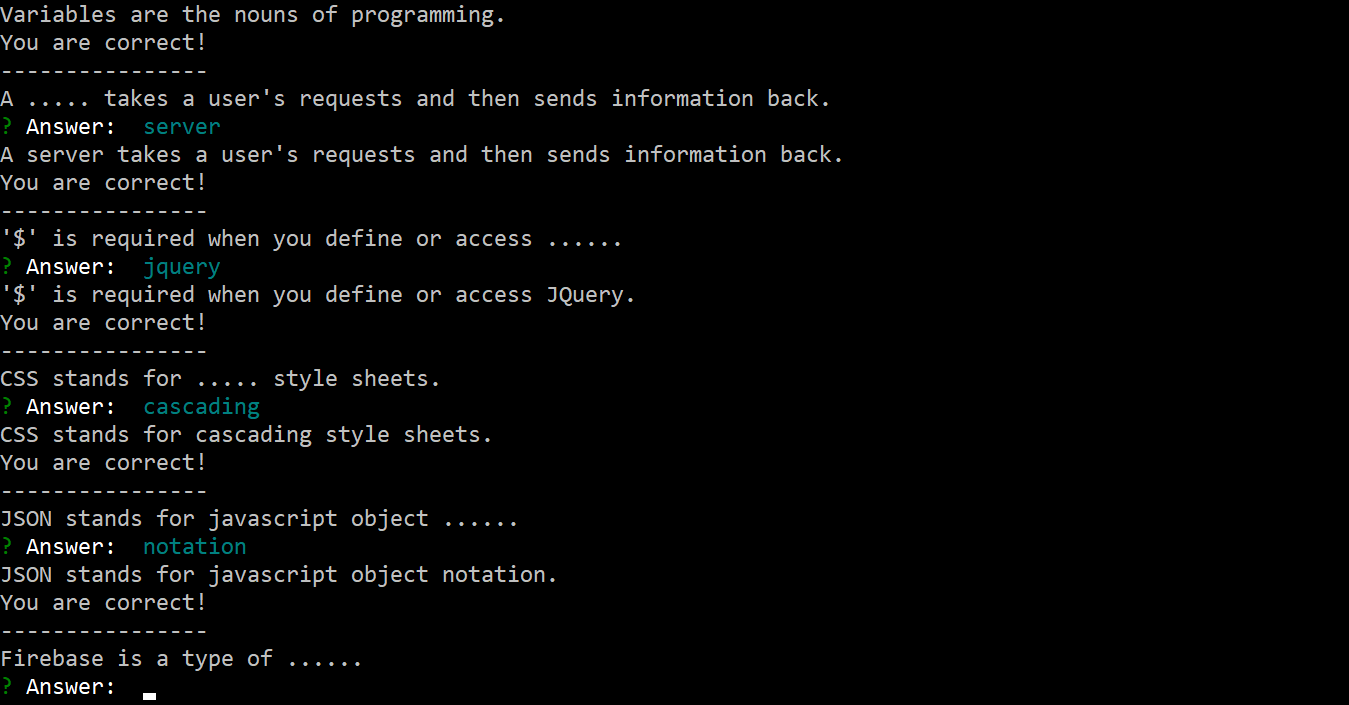 Variables are the nouns of programming.
You are correct!
----------------
A ..... takes a user's requests and then sends information back.
? Answer:  server
A server takes a user's requests and then sends information back.
You are correct!
----------------
'$' is required when you define or access ......
? Answer:  jquery
'$' is required when you define or access JQuery.
You are correct!
----------------
CSS stands for ..... style sheets.
? Answer:  cascading
CSS stands for cascading style sheets.
You are correct!
----------------
JSON stands for javascript object ......
? Answer:  notation
JSON stands for javascript object notation.
You are correct!
----------------
Firebase is a type of ......
? Answer: